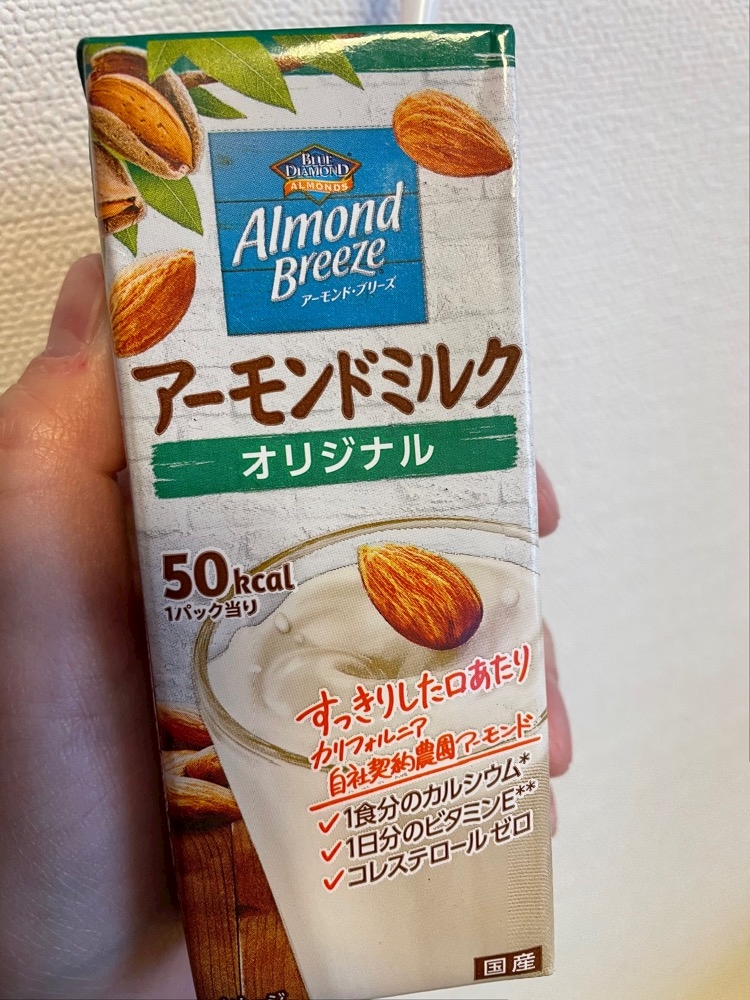 BLUE
DIAMOND
ALMONDS
Almond
Breeze
アーモンド・ブリーズ
アーモンドミルク
オリジナル
50kcal
1パック当り
すっきりした口あたり
カリフォルニア
自社契約農園アーモンド
✓1食分のカルシウム*
✓1日分のビタミンE**
✓コレステロールゼロ
国産